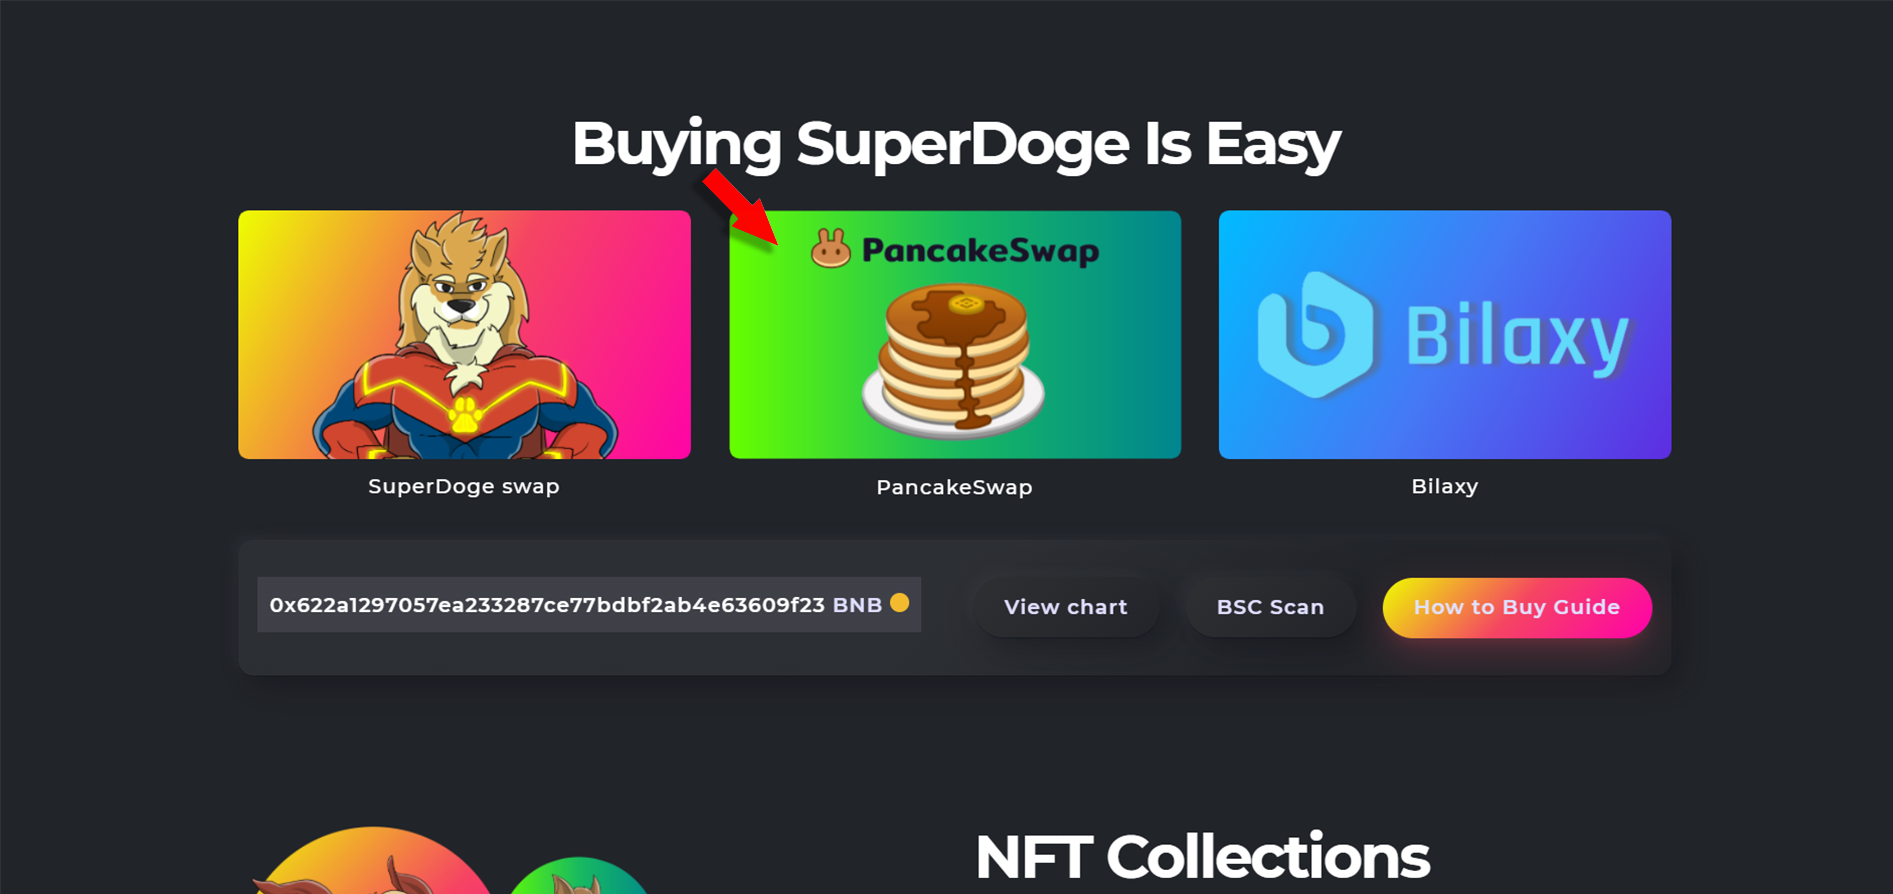 Buying SuperDoge Is Easy
PancakeSwap
Bilaxy
SuperDoge swap
PancakeSwap
Bilaxy
0x622a1297057ea233287ce77bdbf2ab4e63609f23 BNB
View chart
BSC Scan
How to Buy Guide
NFT Collections